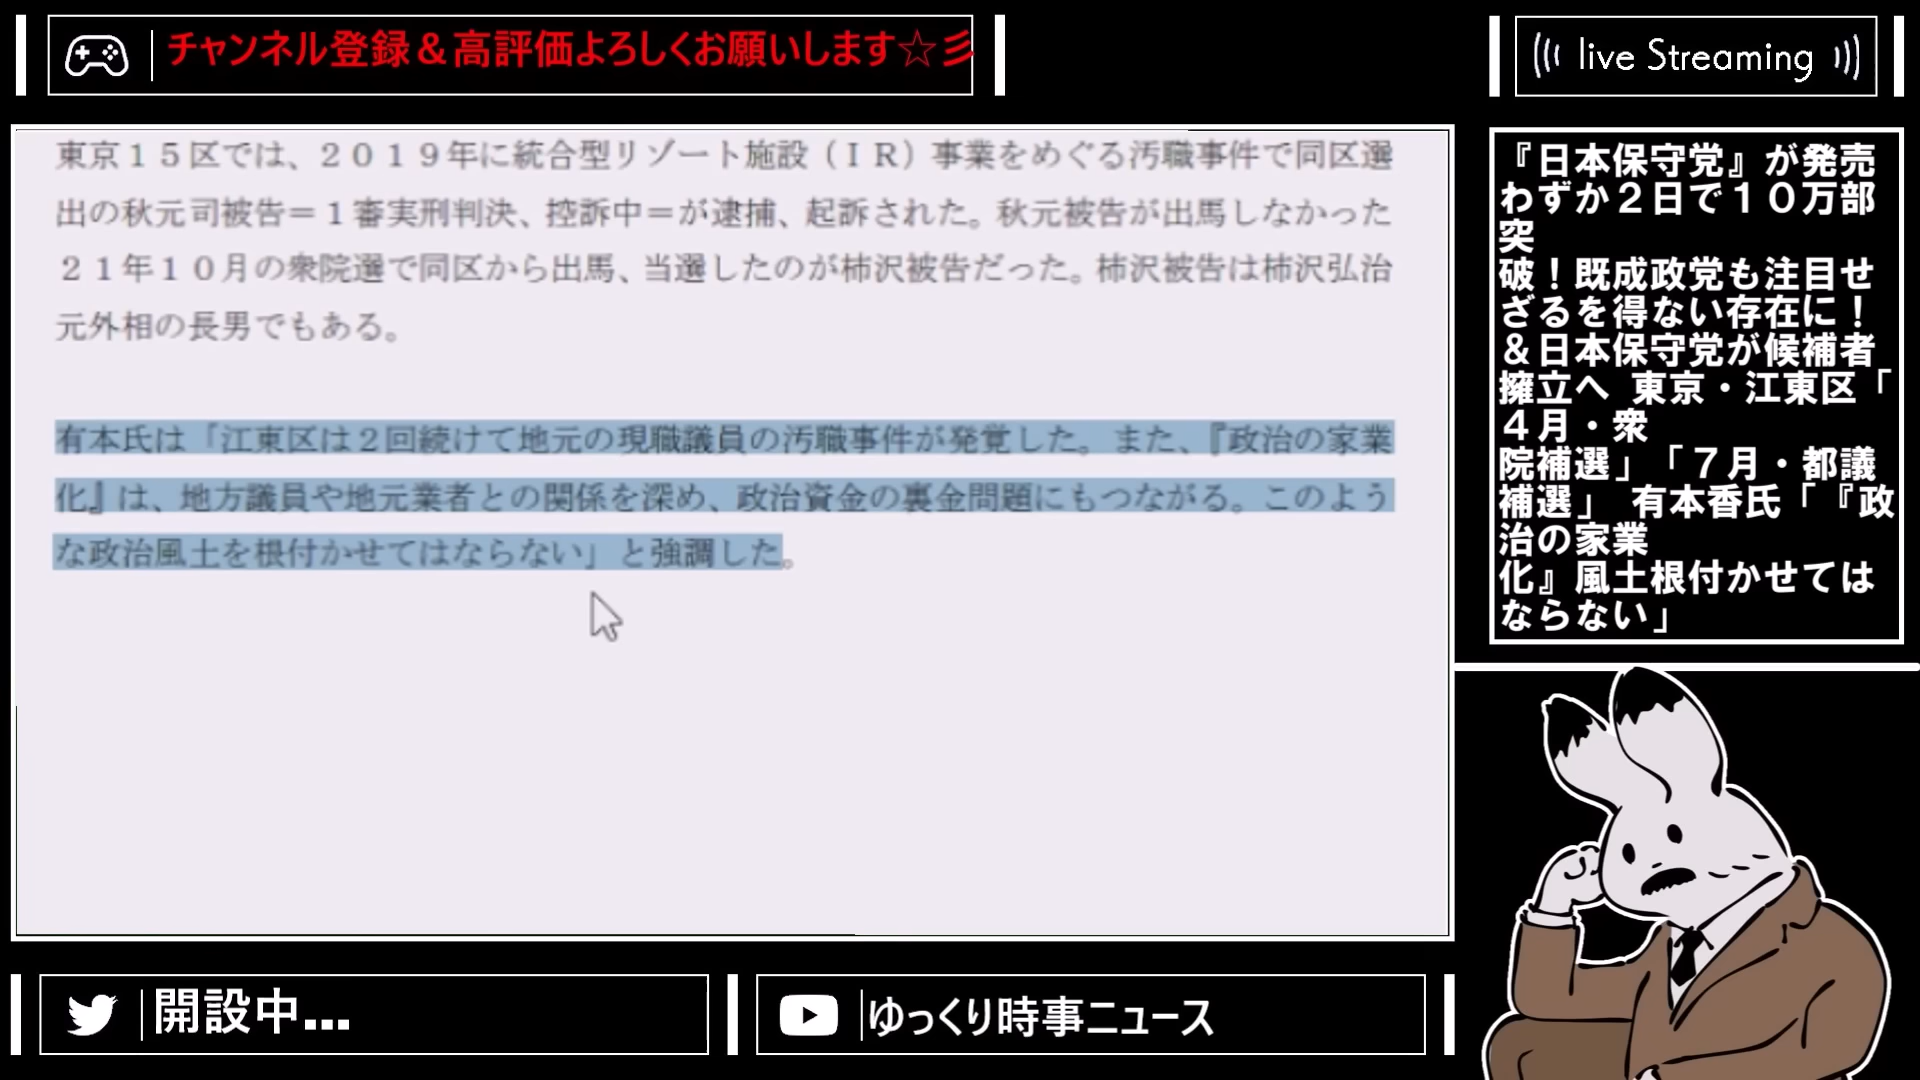 チャンネル登録＆高評価よろしくお願いします☆彡
live Streaming
東京１５区では、２０１９年に統合型リゾート施設（ＩＲ）事業をめぐる汚職事件で同区選
出の秋元司被告＝１審実刑判決、控訴中＝が逮捕、起訴された。秋元被告が出馬しなかった
２１年１０月の衆院選で同区から出馬、当選したのが柿沢被告だった。柿沢被告は柿沢弘治
元外相の長男でもある。
有本氏は「江東区は２回続けて地元の現職議員の汚職事件が発覚した。また、『政治の家業
化』は、地方議員や地元業者との関係を深め、政治資金の裏金問題にもつながる。このよう
な政治風土を根付かせてはならない」と強調した。
『日本保守党』が発売
わずか２日で１０万部
突
破！既成政党も注目せ
ざるを得ない存在に！
＆日本保守党が候補者
擁立へ 東京・江東区「
４月・衆
院補選」「７月・都議
補選」 有本香氏「『政
治の家業
化』風土根付かせては
ならない」
開設中...
ゆっくり時事ニュース